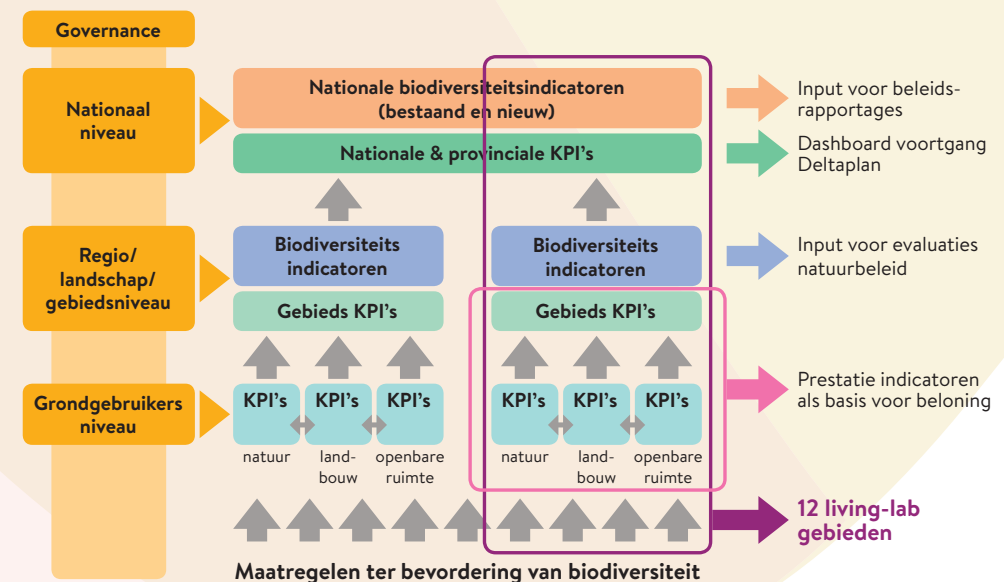 Governance
Nationaal
niveau
Nationale biodiversiteitsindicatoren
(bestaand en nieuw)
Nationale & provinciale KPI's
Input voor beleids-
rapportages
Dashboard voortgang
Deltaplan
Regio/
landschap/
gebiedsniveau
Biodiversiteits
indicatoren
Gebieds KPI's
Biodiversiteits
indicatoren
Gebieds KPI's
Input voor evaluaties
natuurbeleid
Grondgebruikers
niveau
KPI's
KPI's
KPI's
natuur
land-
bouw
openbare
ruimte
KPI's
KPI's
KPI's
natuur
land-
bouw
openbare
ruimte
Prestatie indicatoren
als basis voor beloning
12 living-lab
gebieden
Maatregelen ter bevordering van biodiversiteit